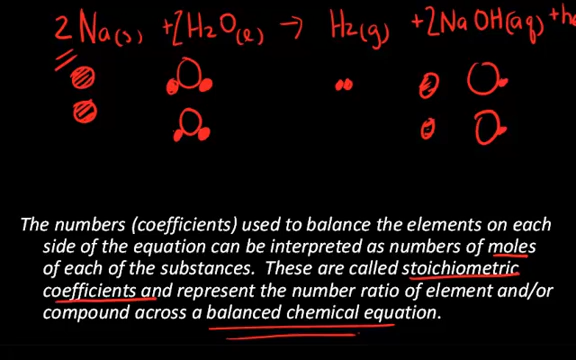 2 Na(s) + 2 H2O(l) → H2(g) + 2 NaOH(aq) + he
The numbers (coefficients) used to balance the elements on each
side of the equation can be interpreted as numbers of moles
of each of the substances. These are called stoichiometric
coefficients and represent the number ratio of element and/or
compound across a balanced chemical equation.